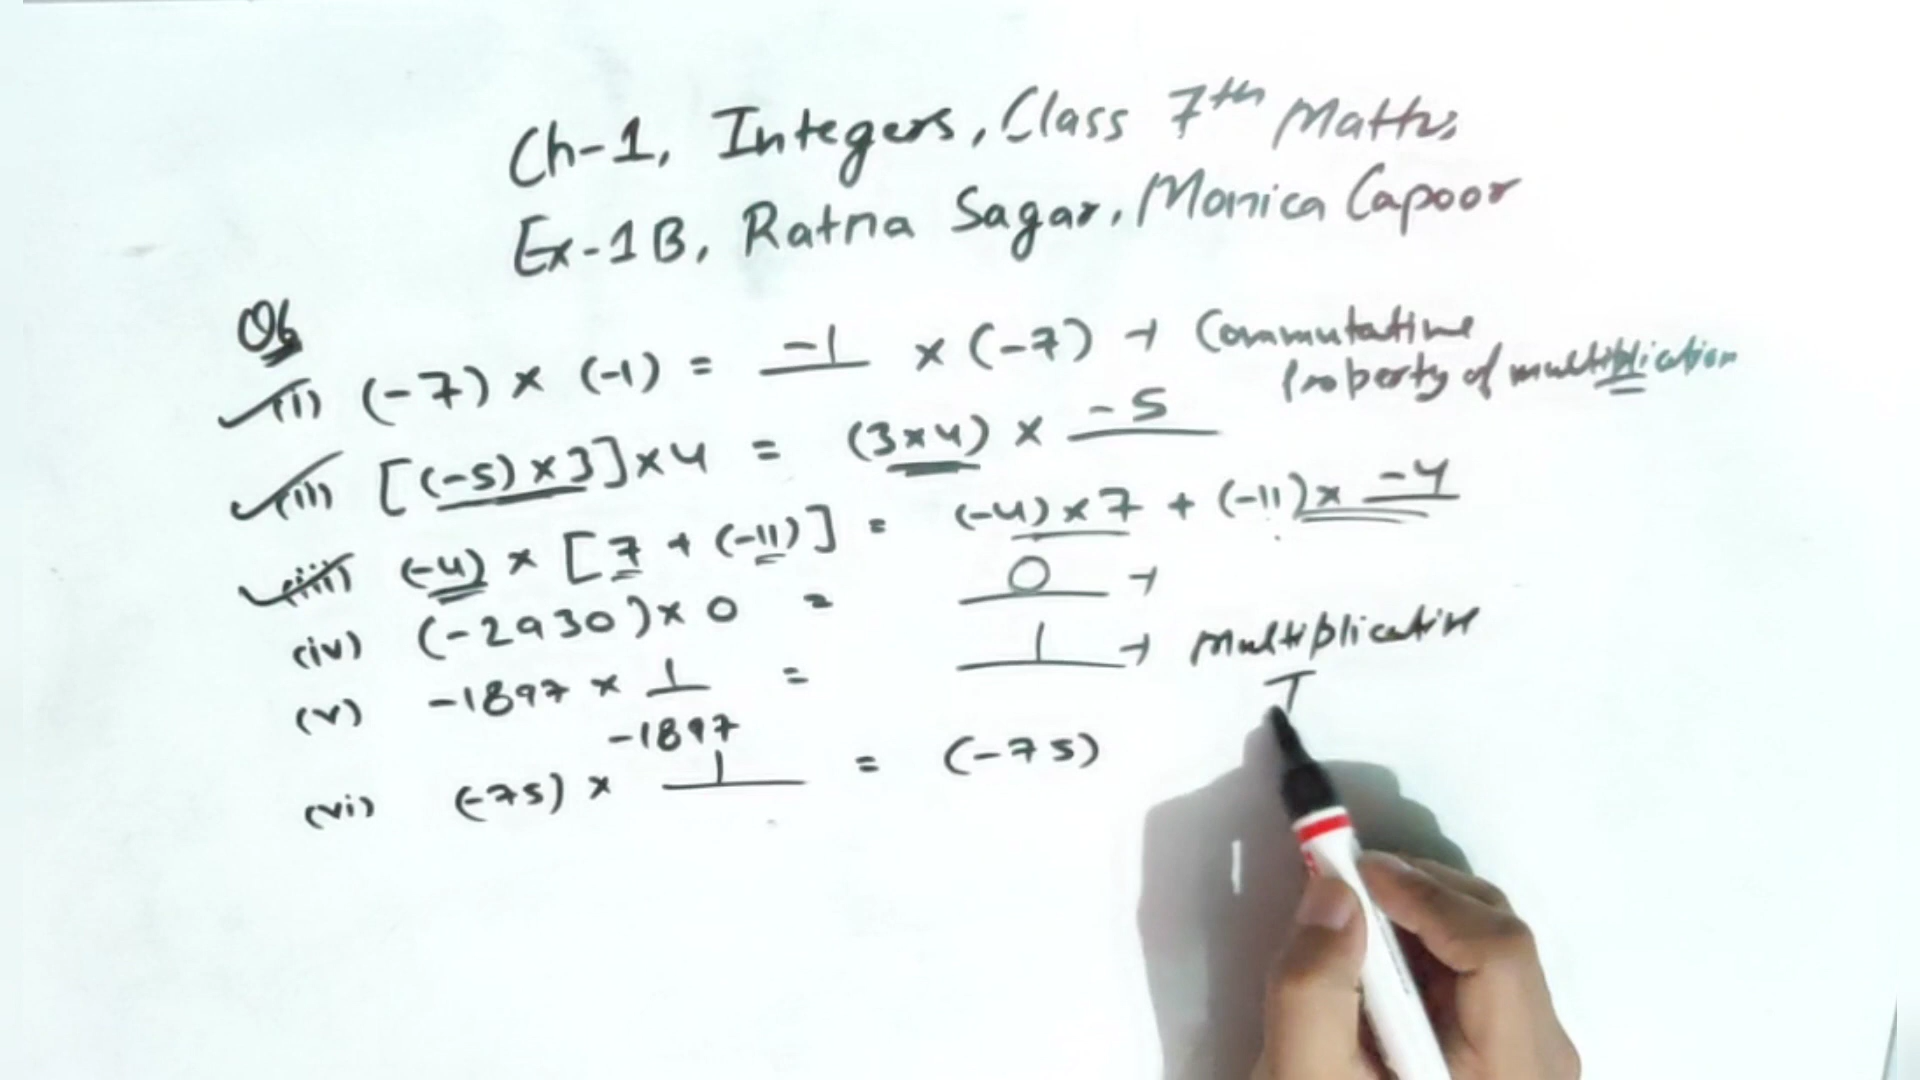 Ch-1, Integers, Class 7th Maths,
Ex-1B, Ratna Sagar, Monica Capoor
Q6
(i) (-7) × (-1) = -1 × (-7) → Commutative
Property of multiplication
(ii) [(-5) × 3] × 4 = (3×4) × -5
(iii) (-4) × [7 + (-11)] = (-4) × 7 + (-11) × -4
(iv) (-2930) × 0 = 0 →
(v) -1897 × 1/-1897 = 1 → Multiplicative
I
(vi) (-75) × 1 = (-75)